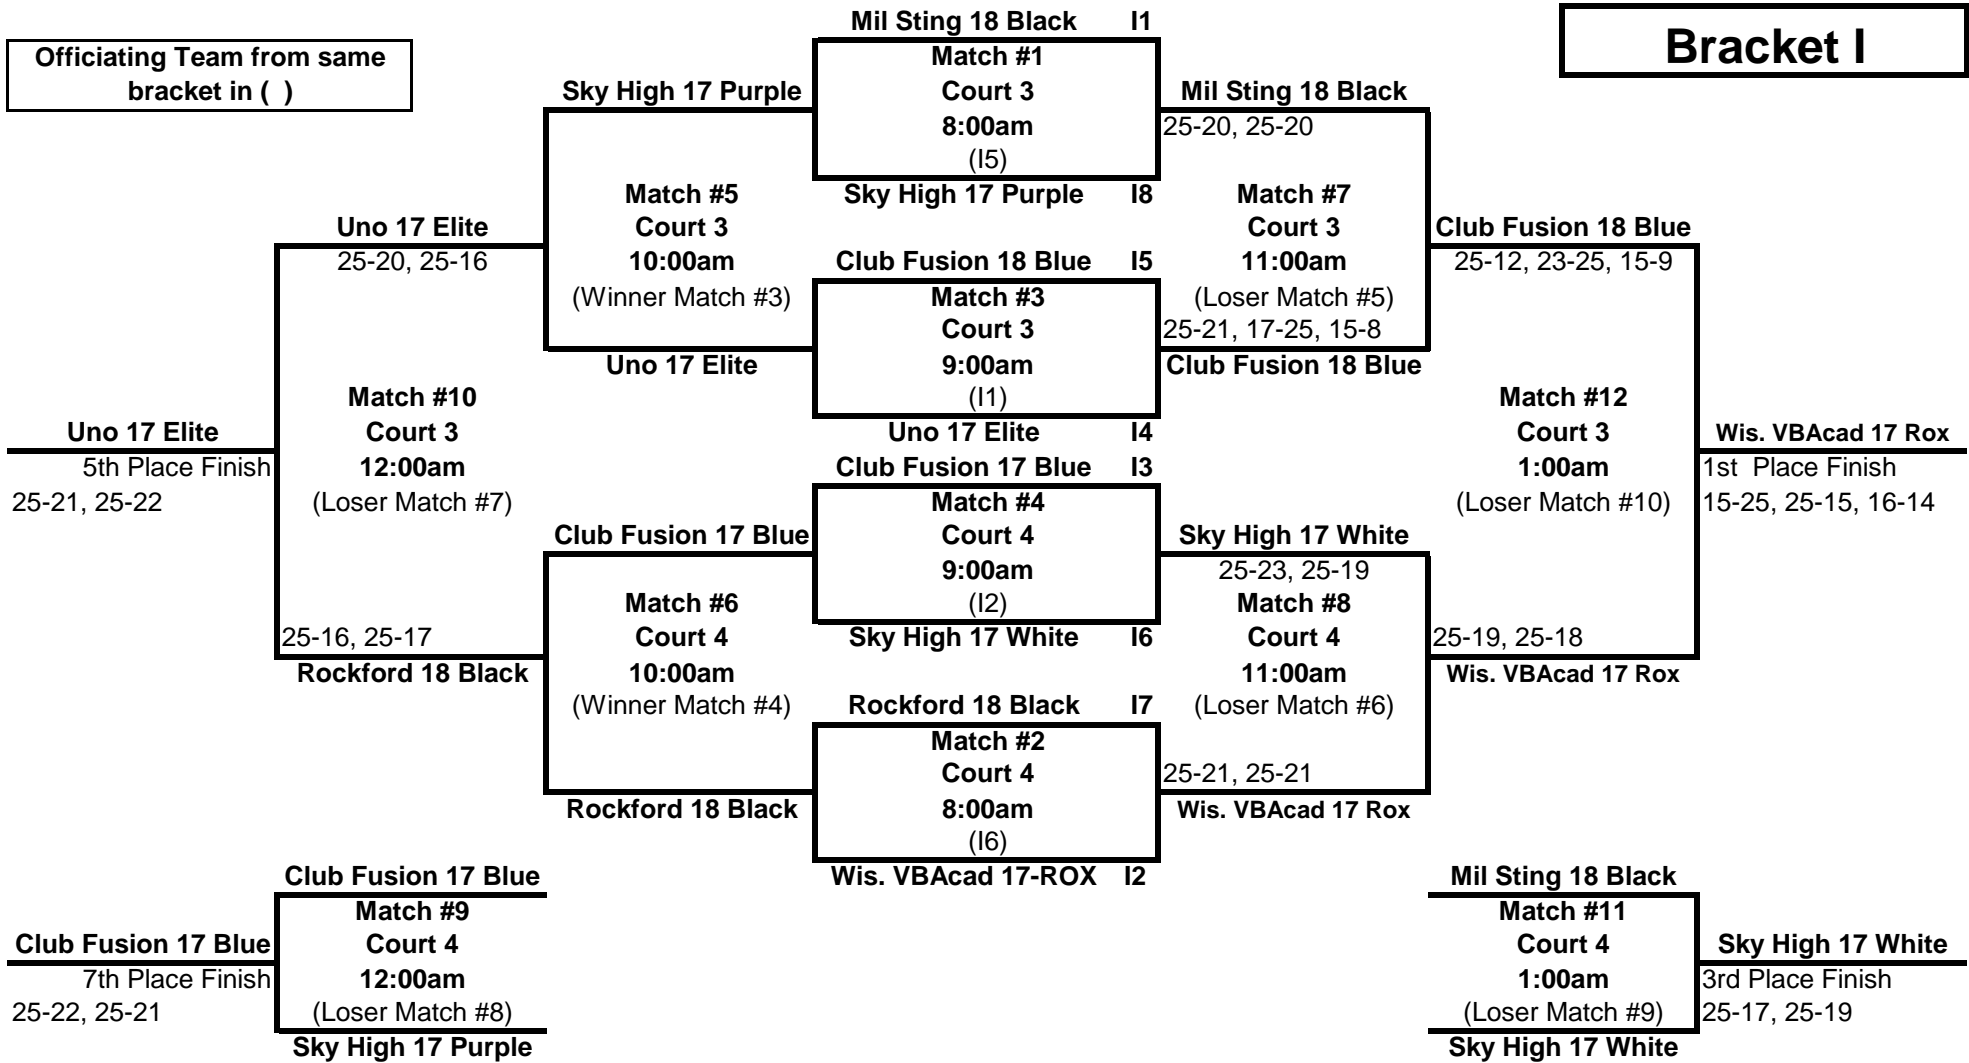 Bracket I
Officiating Team from same
bracket in (  )
Mil Sting 18 Black I1
Match #1
Court 3
8:00am
(I5)
Sky High 17 Purple I8
Club Fusion 18 Blue I5
Match #3
Court 3
9:00am
(I1)
Uno 17 Elite I4
Club Fusion 17 Blue I3
Match #4
Court 4
9:00am
(I2)
Sky High 17 White I6
Rockford 18 Black I7
Match #2
Court 4
8:00am
(I6)
Wis. VBAcad 17-ROX I2
Sky High 17 Purple
Match #5
Court 3
10:00am
(Winner Match #3)
Uno 17 Elite
Club Fusion 17 Blue
Match #6
Court 4
10:00am
(Winner Match #4)
Rockford 18 Black
Uno 17 Elite
25-20, 25-16
Match #10
Court 3
12:00am
(Loser Match #7)
25-16, 25-17
Rockford 18 Black
Uno 17 Elite
5th Place Finish
25-21, 25-22
Club Fusion 17 Blue
Match #9
Court 4
12:00am
(Loser Match #8)
Sky High 17 Purple
Club Fusion 17 Blue
7th Place Finish
25-22, 25-21
Mil Sting 18 Black
25-20, 25-20
Match #7
Court 3
11:00am
(Loser Match #5)
25-21, 17-25, 15-8
Club Fusion 18 Blue
Sky High 17 White
25-23, 25-19
Match #8
Court 4
11:00am
(Loser Match #6)
25-21, 25-21
Wis. VBAcad 17 Rox
Club Fusion 18 Blue
25-12, 23-25, 15-9
Match #12
Court 3
1:00am
(Loser Match #10)
25-19, 25-18
Wis. VBAcad 17 Rox
Wis. VBAcad 17 Rox
1st  Place Finish
15-25, 25-15, 16-14
Mil Sting 18 Black
Match #11
Court 4
1:00am
(Loser Match #9)
Sky High 17 White
Sky High 17 White
3rd Place Finish
25-17, 25-19